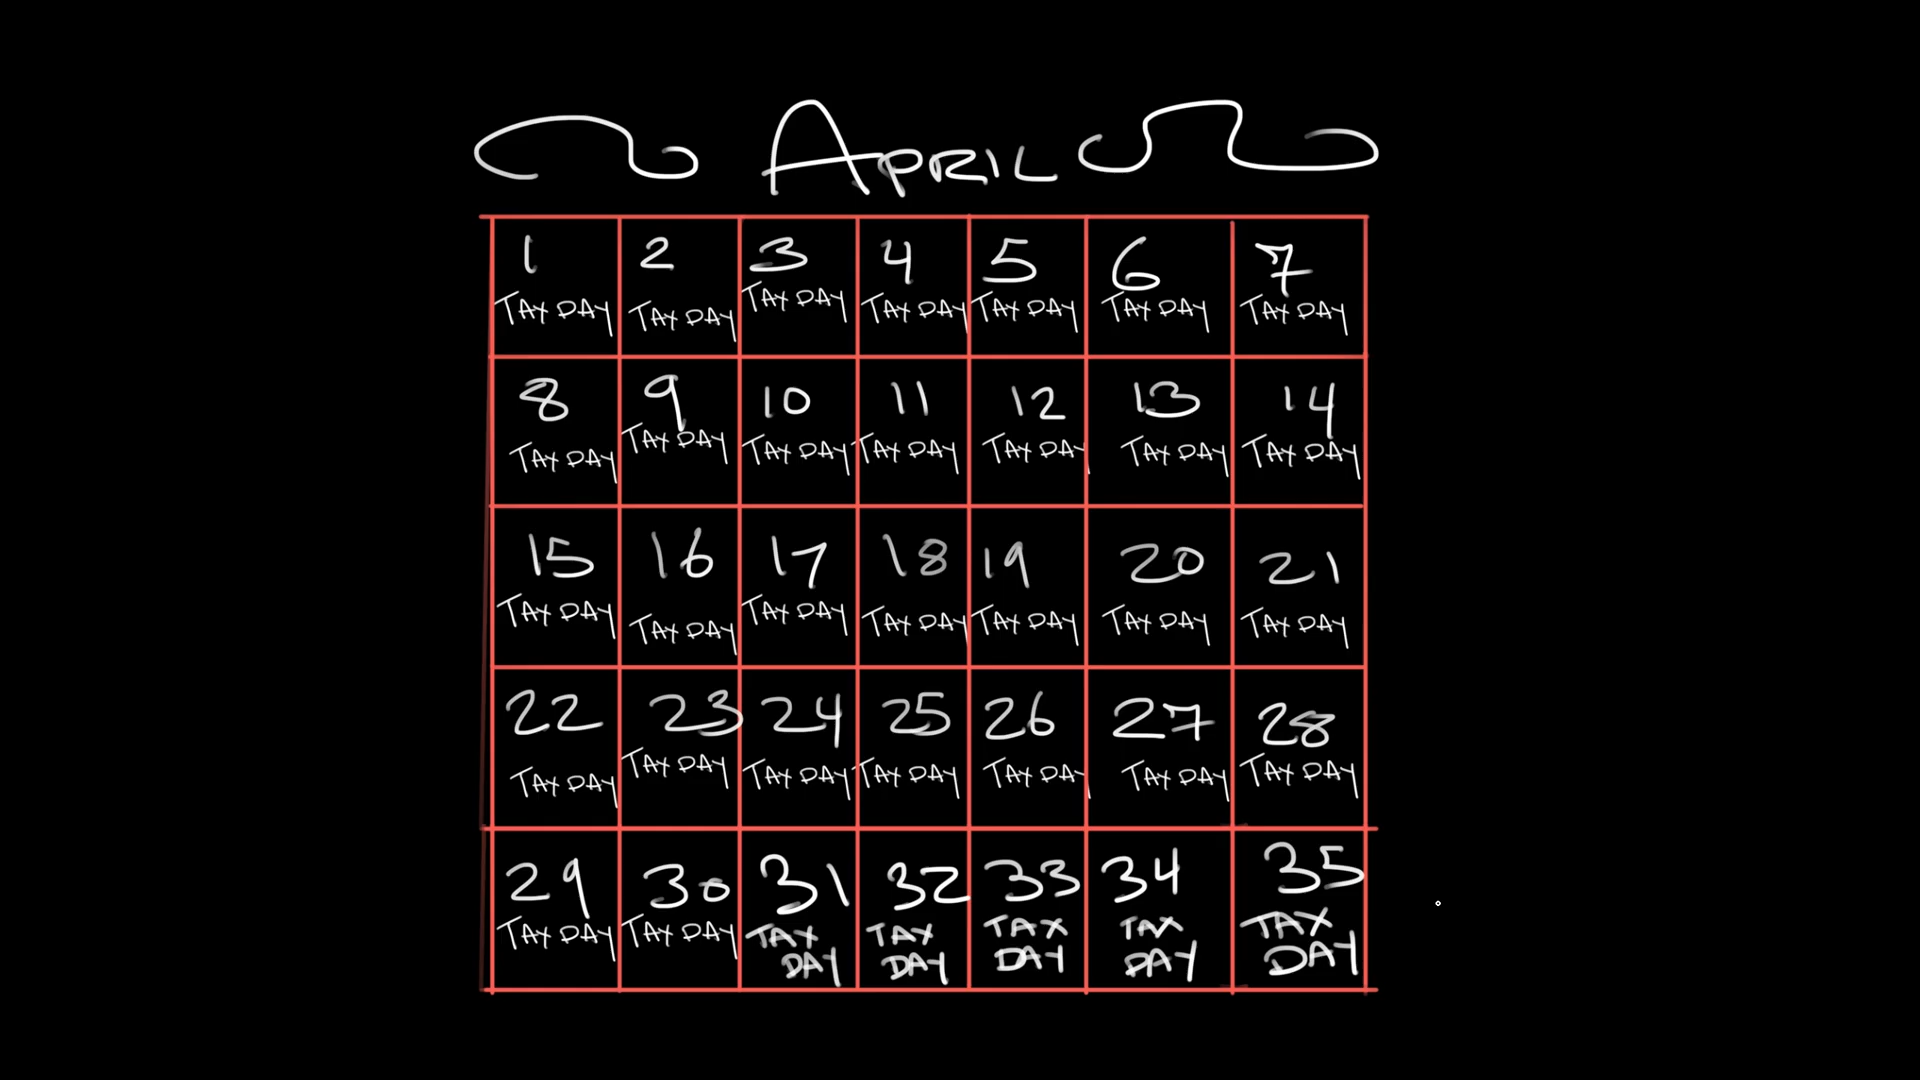 April
1 2 3 4 5 6 7
TAX DAY TAX DAY TAX DAY TAX DAY TAX DAY TAX DAY TAX DAY
8 9 10 11 12 13 14
TAX DAY TAX DAY TAX DAY TAX DAY TAX DAY TAX DAY TAX DAY
15 16 17 18 19 20 21
TAX DAY TAX DAY TAX DAY TAX DAY TAX DAY TAX DAY TAX DAY
22 23 24 25 26 27 28
TAX DAY TAX DAY TAX DAY TAX DAY TAX DAY TAX DAY TAX DAY
29 30 31 32 33 34 35
TAX DAY TAX DAY TAX DAY TAX DAY TAX DAY TAX DAY TAX DAY